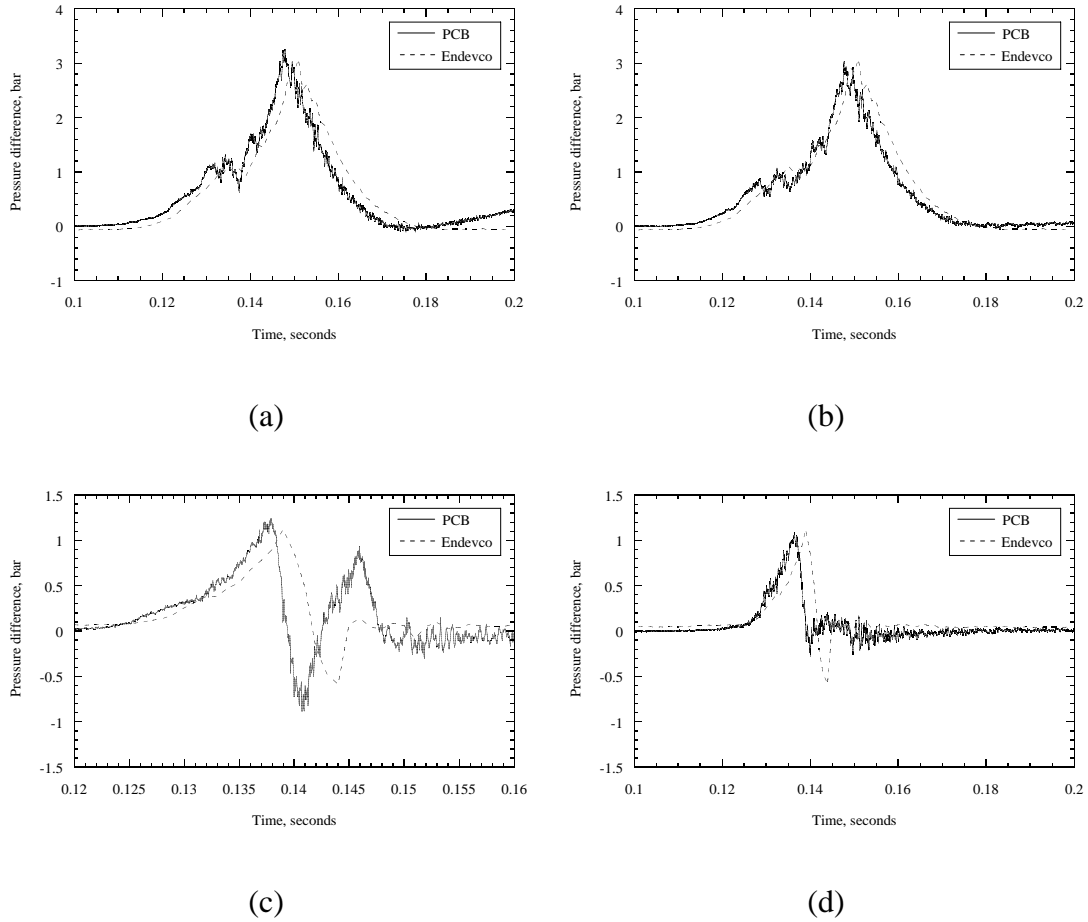 4
3
2
1
0
-1
Pressure difference, bar
PCB
Endevco
0.1 0.12 0.14 0.16 0.18 0.2
Time, seconds
(a)
4
3
2
1
0
-1
Pressure difference, bar
PCB
Endevco
0.1 0.12 0.14 0.16 0.18 0.2
Time, seconds
(b)
1.5
1
0.5
0
-0.5
-1
-1.5
Pressure difference, bar
PCB
Endevco
0.12 0.125 0.13 0.135 0.14 0.145 0.15 0.155 0.16
Time, seconds
(c)
1.5
1
0.5
0
-0.5
-1
-1.5
Pressure difference, bar
PCB
Endevco
0.1 0.12 0.14 0.16 0.18 0.2
Time, seconds
(d)